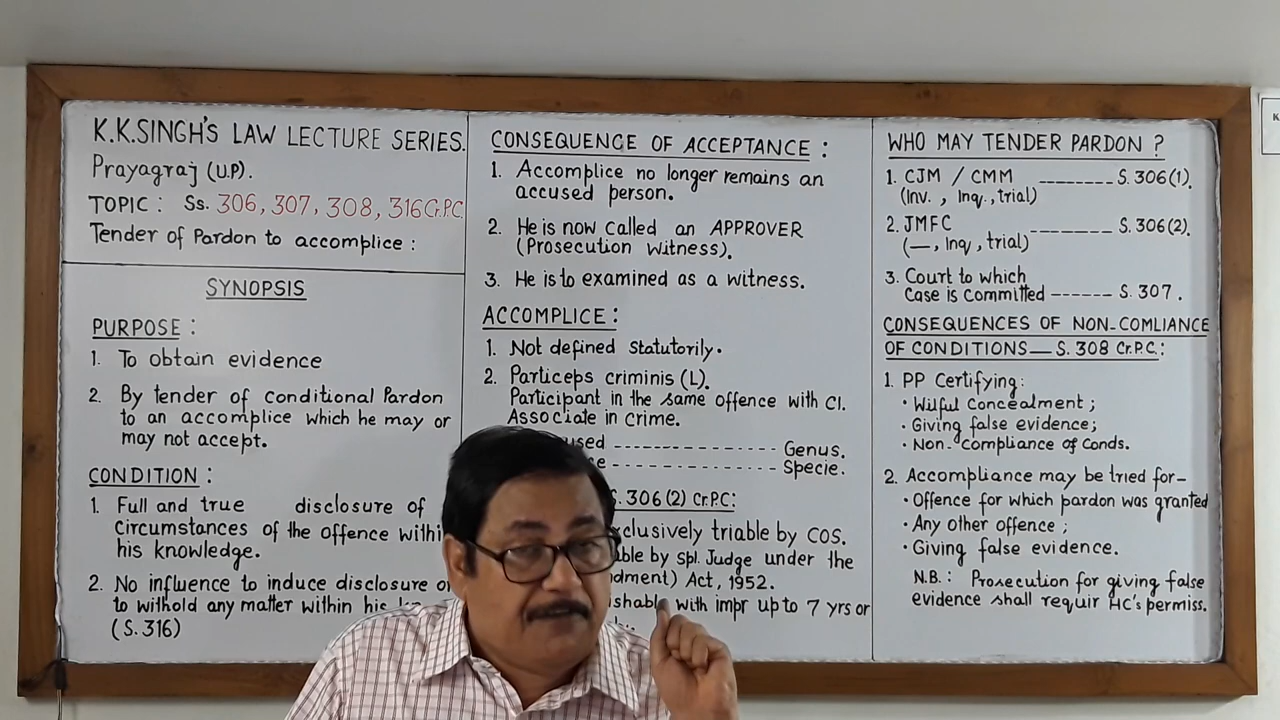 K.K.SINGH'S LAW LECTURE SERIES.
Prayagraj (U.P).
TOPIC: Ss. 306, 307, 308, 316 Cr.P.C.
Tender of Pardon to accomplice :
SYNOPSIS
PURPOSE :
1. To obtain evidence
2. By tender of conditional Pardon
to an accomplice which he may or
may not accept.
CONDITION :
1. Full and true disclosure of
circumstances of the offence within
his knowledge.
2. No influence to induce disclosure or
to withold any matter within his
(S.316)
CONSEQUENCE OF ACCEPTANCE :
1. Accomplice no longer remains an
accused person.
2. He is now called an APPROVER
(Prosecution Witness).
3. He is to examined as a witness.
ACCOMPLICE :
1. Not defined Statutorily.
2. Particeps criminis (L).
Participant in the same offence with CI.
Associate in Crime.
---------------- Genus.
---------------- Specie.
S. 306(2) Cr.P.C:
triable by COS.
by Spl. Judge under the
Act, 1952.
with impr up to 7 yrs or
WHO MAY TENDER PARDON ?
1. CJM / CMM -------- S. 306(1).
(Inv. , Inq., trial)
2. JMFC --------- S. 306(2).
(—, Inq , trial)
3. Court to which
Case is Committed ------ S. 307 .
CONSEQUENCES OF NON-COMLIANCE
OF CONDITIONS — S. 308 Cr.P.C.:
1. PP Certifying:
• Wilful Concealment ;
• Giving false evidence;
• Non-Compliance of Conds.
2. Accompliance may be tried for-
• Offence for which pardon was granted
• Any other offence ;
• Giving false evidence.
N.B. : Prosecution for giving false
evidence shall requir HC's permiss.
K